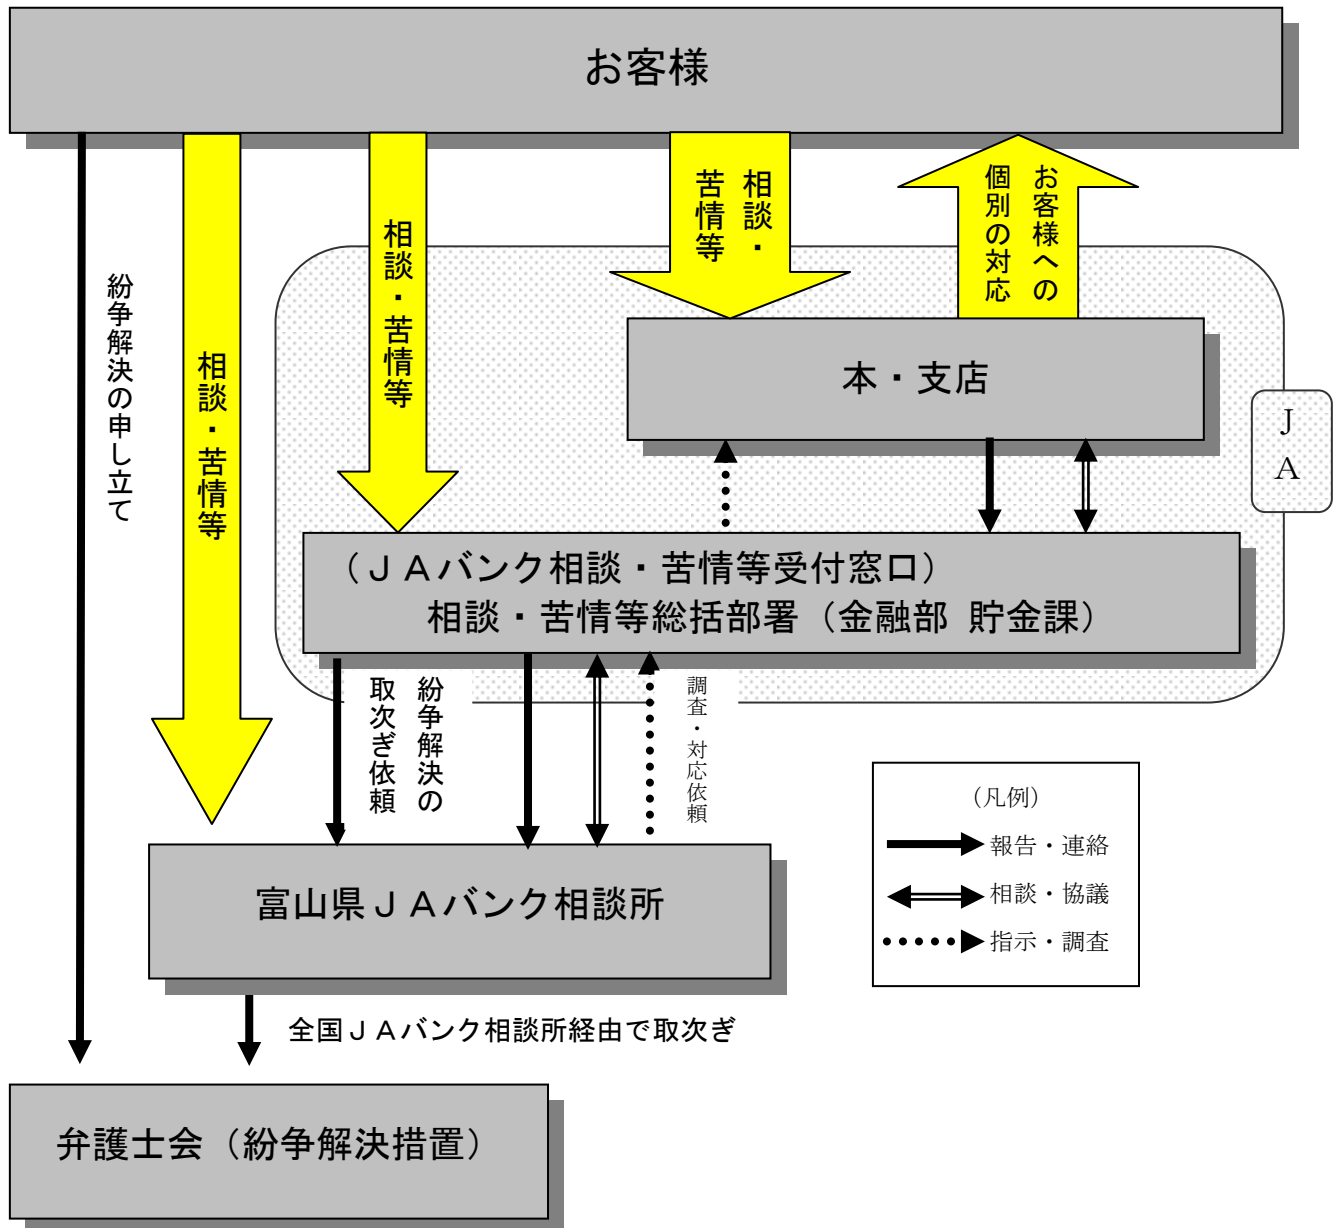 お客様
相談・
苦情等
お客様への
個別の対応
相談・苦情等
相談・苦情等
紛争解決の申し立て
本・支店
JA
(JAバンク相談・苦情等受付窓口)
相談・苦情等総括部署(金融部 貯金課)
紛争解決の
取次ぎ依頼
調査・対応依頼
(凡例)
報告・連絡
相談・協議
指示・調査
富山県JAバンク相談所
全国JAバンク相談所経由で取次ぎ
弁護士会(紛争解決措置)